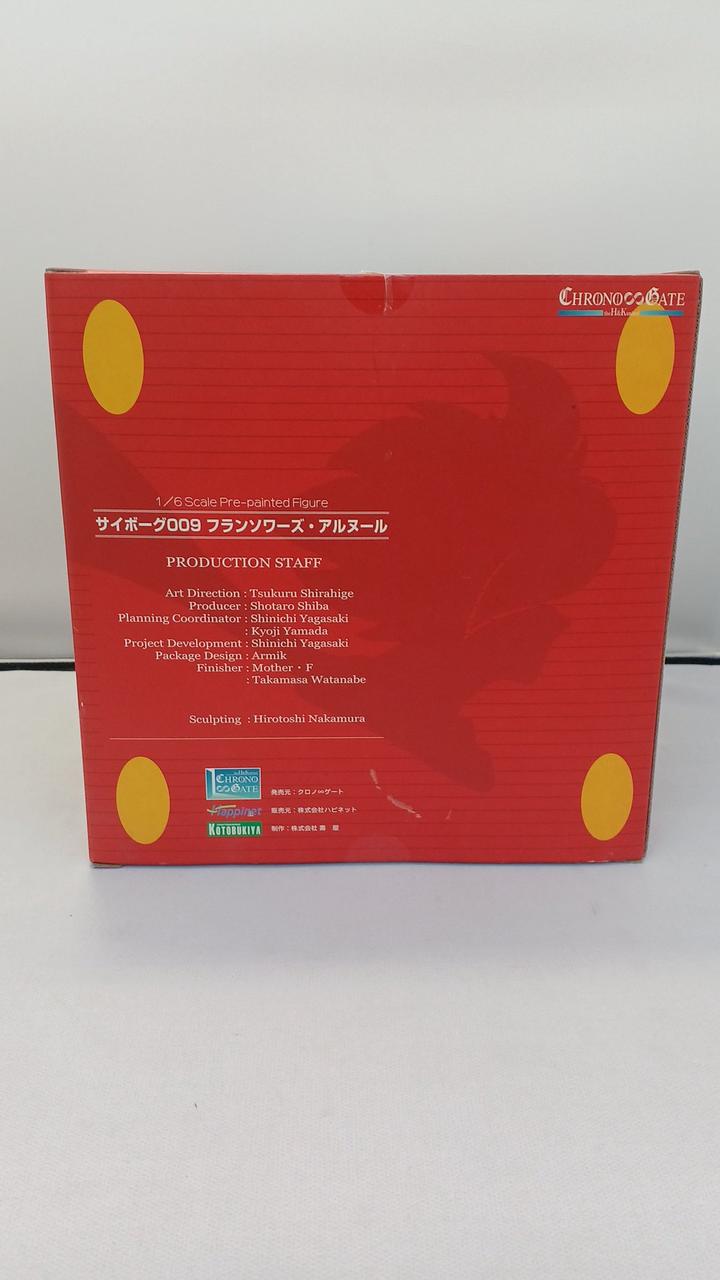 CHRONO∞GATE
1/6 Scale Pre-painted Figure
サイボーグ009 フランソワーズ・アルヌール
PRODUCTION STAFF
Art Direction : Tsukuru Shirahige
Producer : Shotaro Shiba
Planning Coordinator : Shinichi Yagasaki
: Kyoji Yamada
Project Development : Shinichi Yagasaki
Package Design : Armik
Finisher : Mother・F
: Takamasa Watanabe
Sculpting : Hirotoshi Nakamura
CHRONO
∞GATE
発売元：クロノ∞ゲート
Happinet
販売元：株式会社ハピネット
KOTOBUKIYA
制作：株式会社 壽 屋